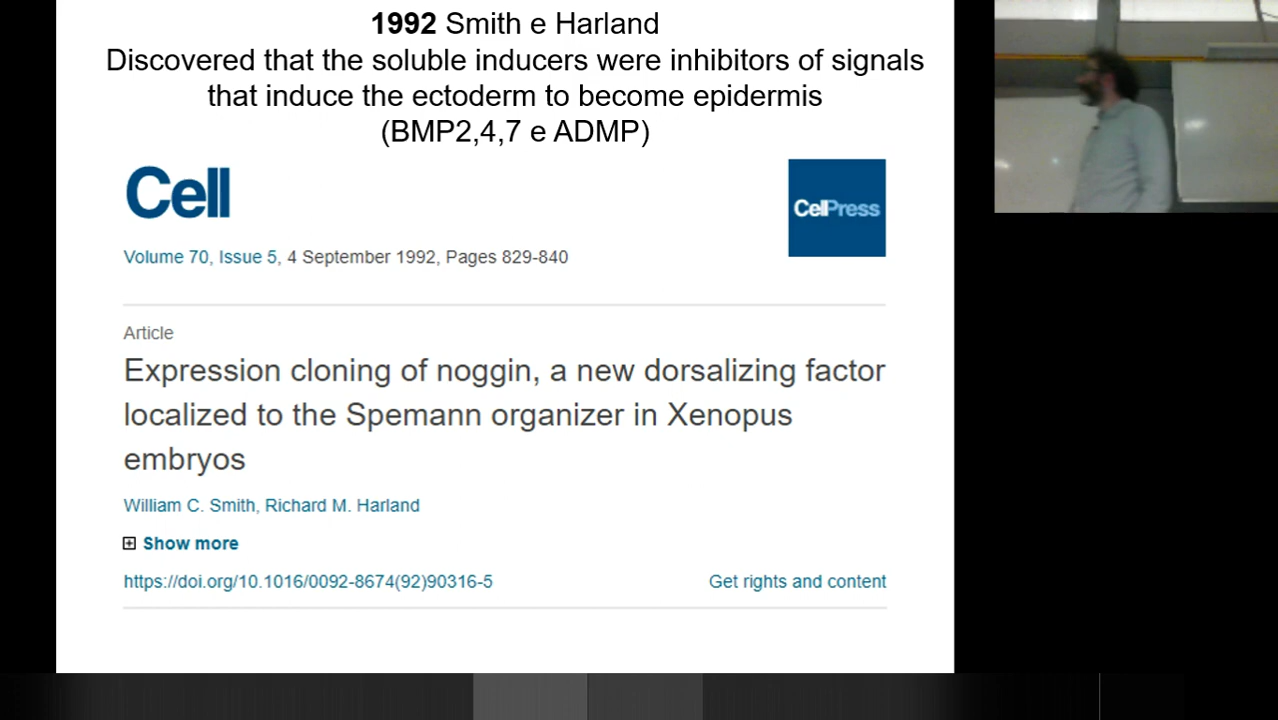 1992 Smith e Harland
Discovered that the soluble inducers were inhibitors of signals
that induce the ectoderm to become epidermis
(BMP2,4,7 e ADMP)
Cell
CellPress
Volume 70, Issue 5, 4 September 1992, Pages 829-840
Article
Expression cloning of noggin, a new dorsalizing factor
localized to the Spemann organizer in Xenopus
embryos
William C. Smith, Richard M. Harland
Show more
https://doi.org/10.1016/0092-8674(92)90316-5
Get rights and content